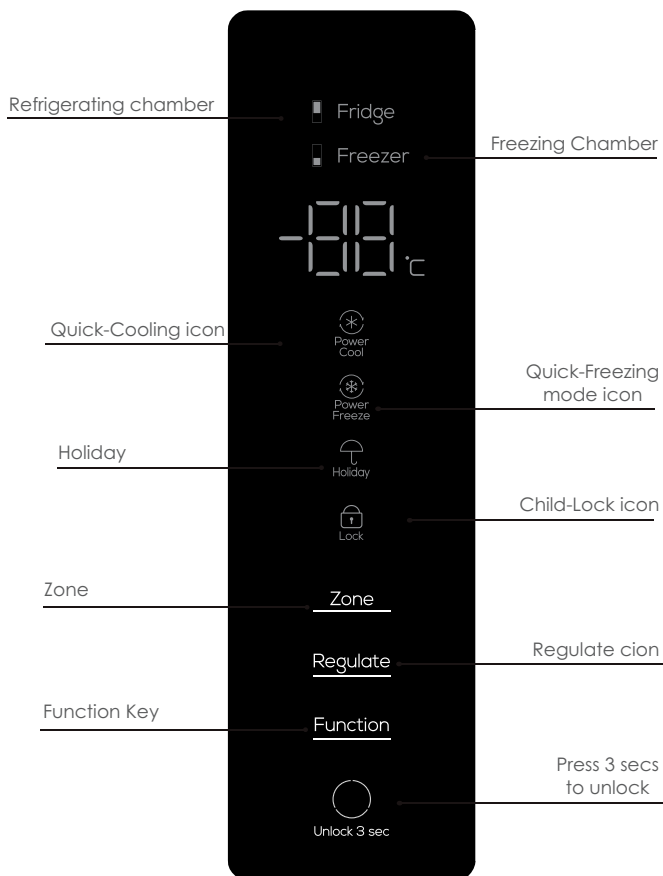 Refrigerating chamber
Fridge
Freezer
Freezing Chamber
-88 °C
Quick-Cooling icon
Power
Cool
Quick-Freezing
mode icon
Power
Freeze
Holiday
Holiday
Child-Lock icon
Lock
Zone
Zone
Regulate cion
Regulate
Function Key
Function
Press 3 secs
to unlock
Unlock 3 sec